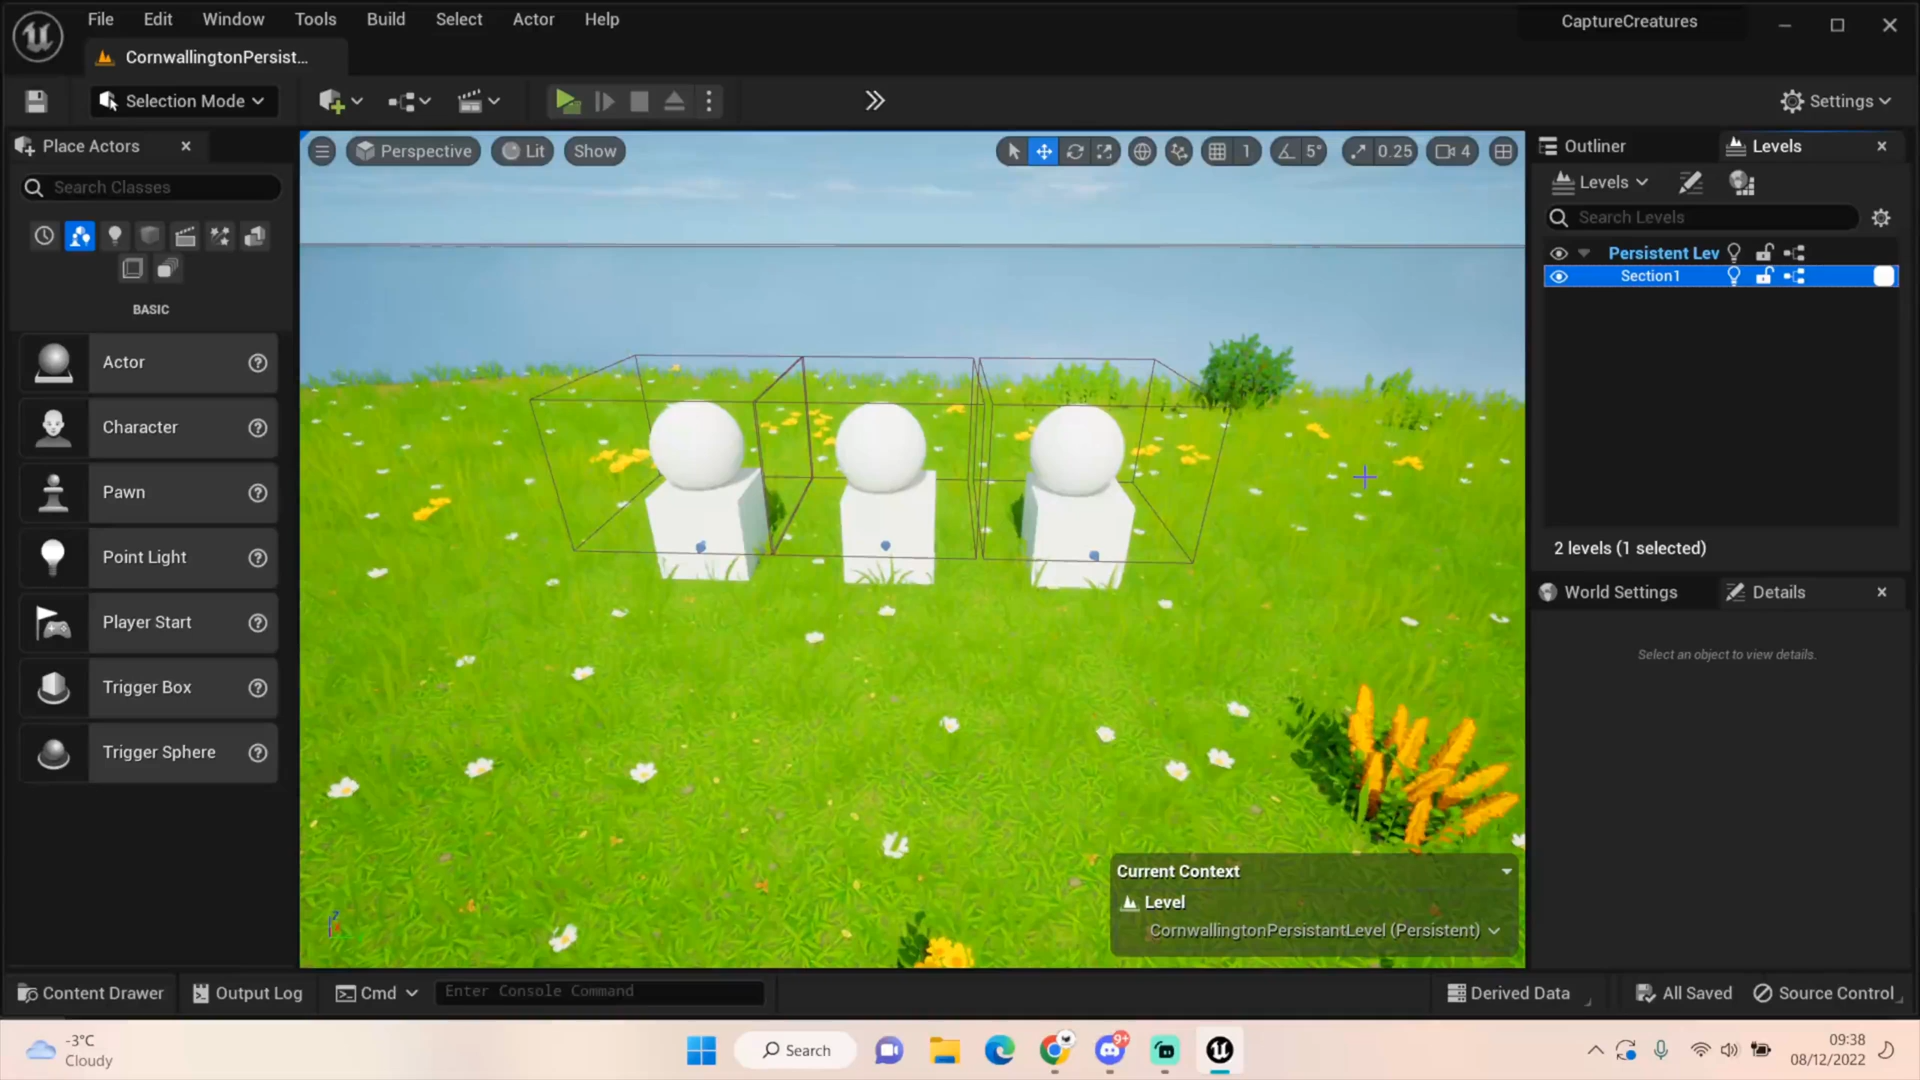 File Edit Window Tools Build Select Actor Help
CaptureCreatures
CornwallingtonPersist...
Selection Mode
Settings
Place Actors
Search Classes
BASIC
Actor
Character
Pawn
Point Light
Player Start
Trigger Box
Trigger Sphere
Perspective Lit Show
1 5° 0.25 4
Outliner Levels
Levels
Search Levels
Persistent Lev
Section1
2 levels (1 selected)
World Settings Details
Select an object to view details.
Current Context
Level
CornwallingtonPersistantLevel (Persistent)
Content Drawer Output Log Cmd Enter Console Command
Derived Data All Saved Source Control
-3°C
Cloudy
Search
9+
09:38
08/12/2022